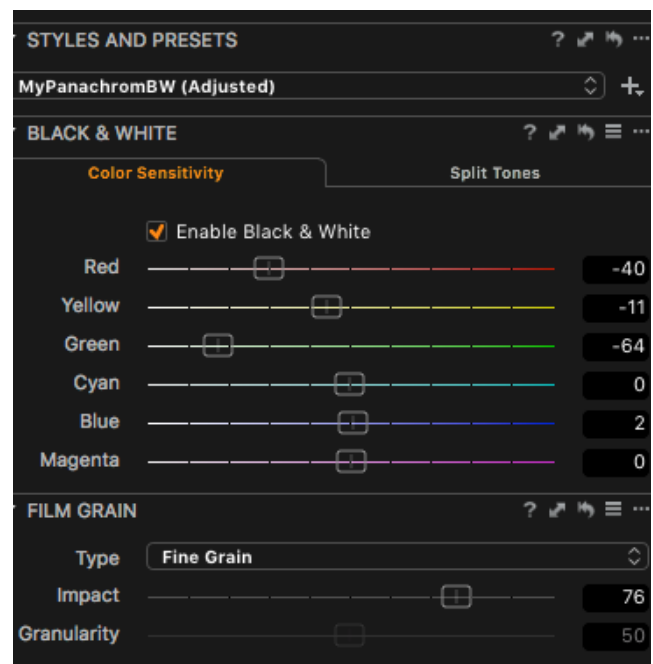 STYLES AND PRESETS ? ...
MyPanachromBW (Adjusted) +
BLACK & WHITE ? ...
Color Sensitivity Split Tones
Enable Black & White
Red -40
Yellow -11
Green -64
Cyan 0
Blue 2
Magenta 0
FILM GRAIN ? ...
Type Fine Grain
Impact 76
Granularity 50